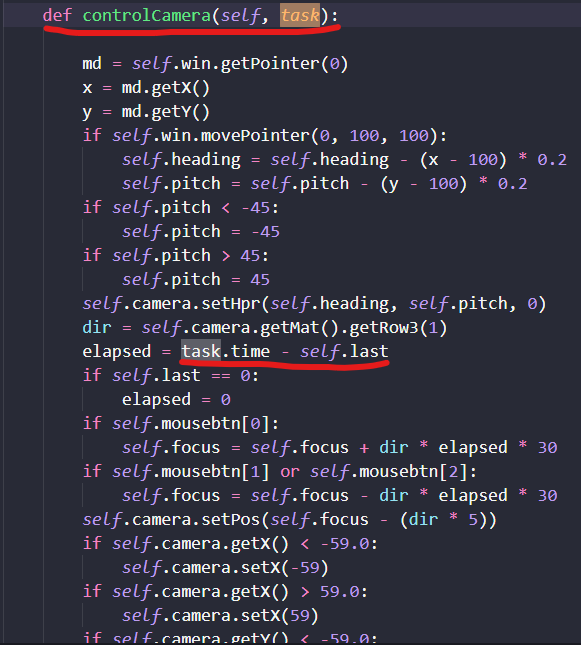 def controlCamera(self, task):
md = self.win.getPointer(0)
x = md.getX()
y = md.getY()
if self.win.movePointer(0, 100, 100):
self.heading = self.heading - (x - 100) * 0.2
self.pitch = self.pitch - (y - 100) * 0.2
if self.pitch < -45:
self.pitch = -45
if self.pitch > 45:
self.pitch = 45
self.camera.setHpr(self.heading, self.pitch, 0)
dir = self.camera.getMat().getRow3(1)
elapsed = task.time - self.last
if self.last == 0:
elapsed = 0
if self.mousebtn[0]:
self.focus = self.focus + dir * elapsed * 30
if self.mousebtn[1] or self.mousebtn[2]:
self.focus = self.focus - dir * elapsed * 30
self.camera.setPos(self.focus - (dir * 5))
if self.camera.getX() < -59.0:
self.camera.setX(-59)
if self.camera.getX() > 59.0:
self.camera.setX(59)
if self.camera.getY() < -59.0: